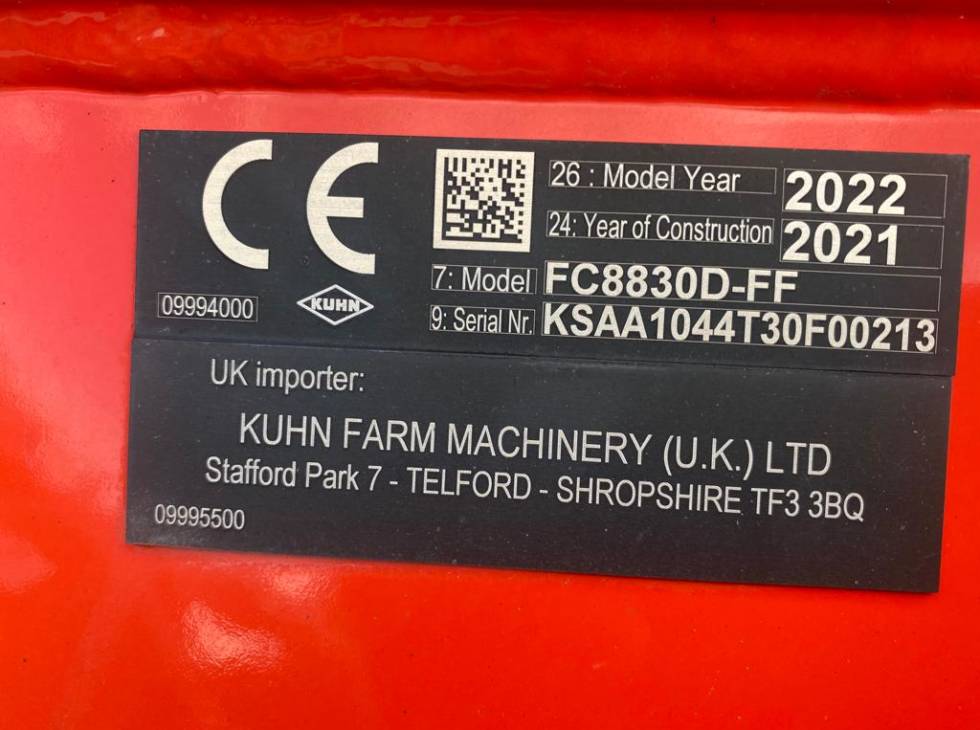 CE
26 : Model Year 2022
24: Year of Construction 2021
7: Model FC8830D-FF
09994000 KUHN 9: Serial Nr. KSAA1044T30F00213
UK importer:
KUHN FARM MACHINERY (U.K.) LTD
Stafford Park 7 - TELFORD - SHROPSHIRE TF3 3BQ
09995500